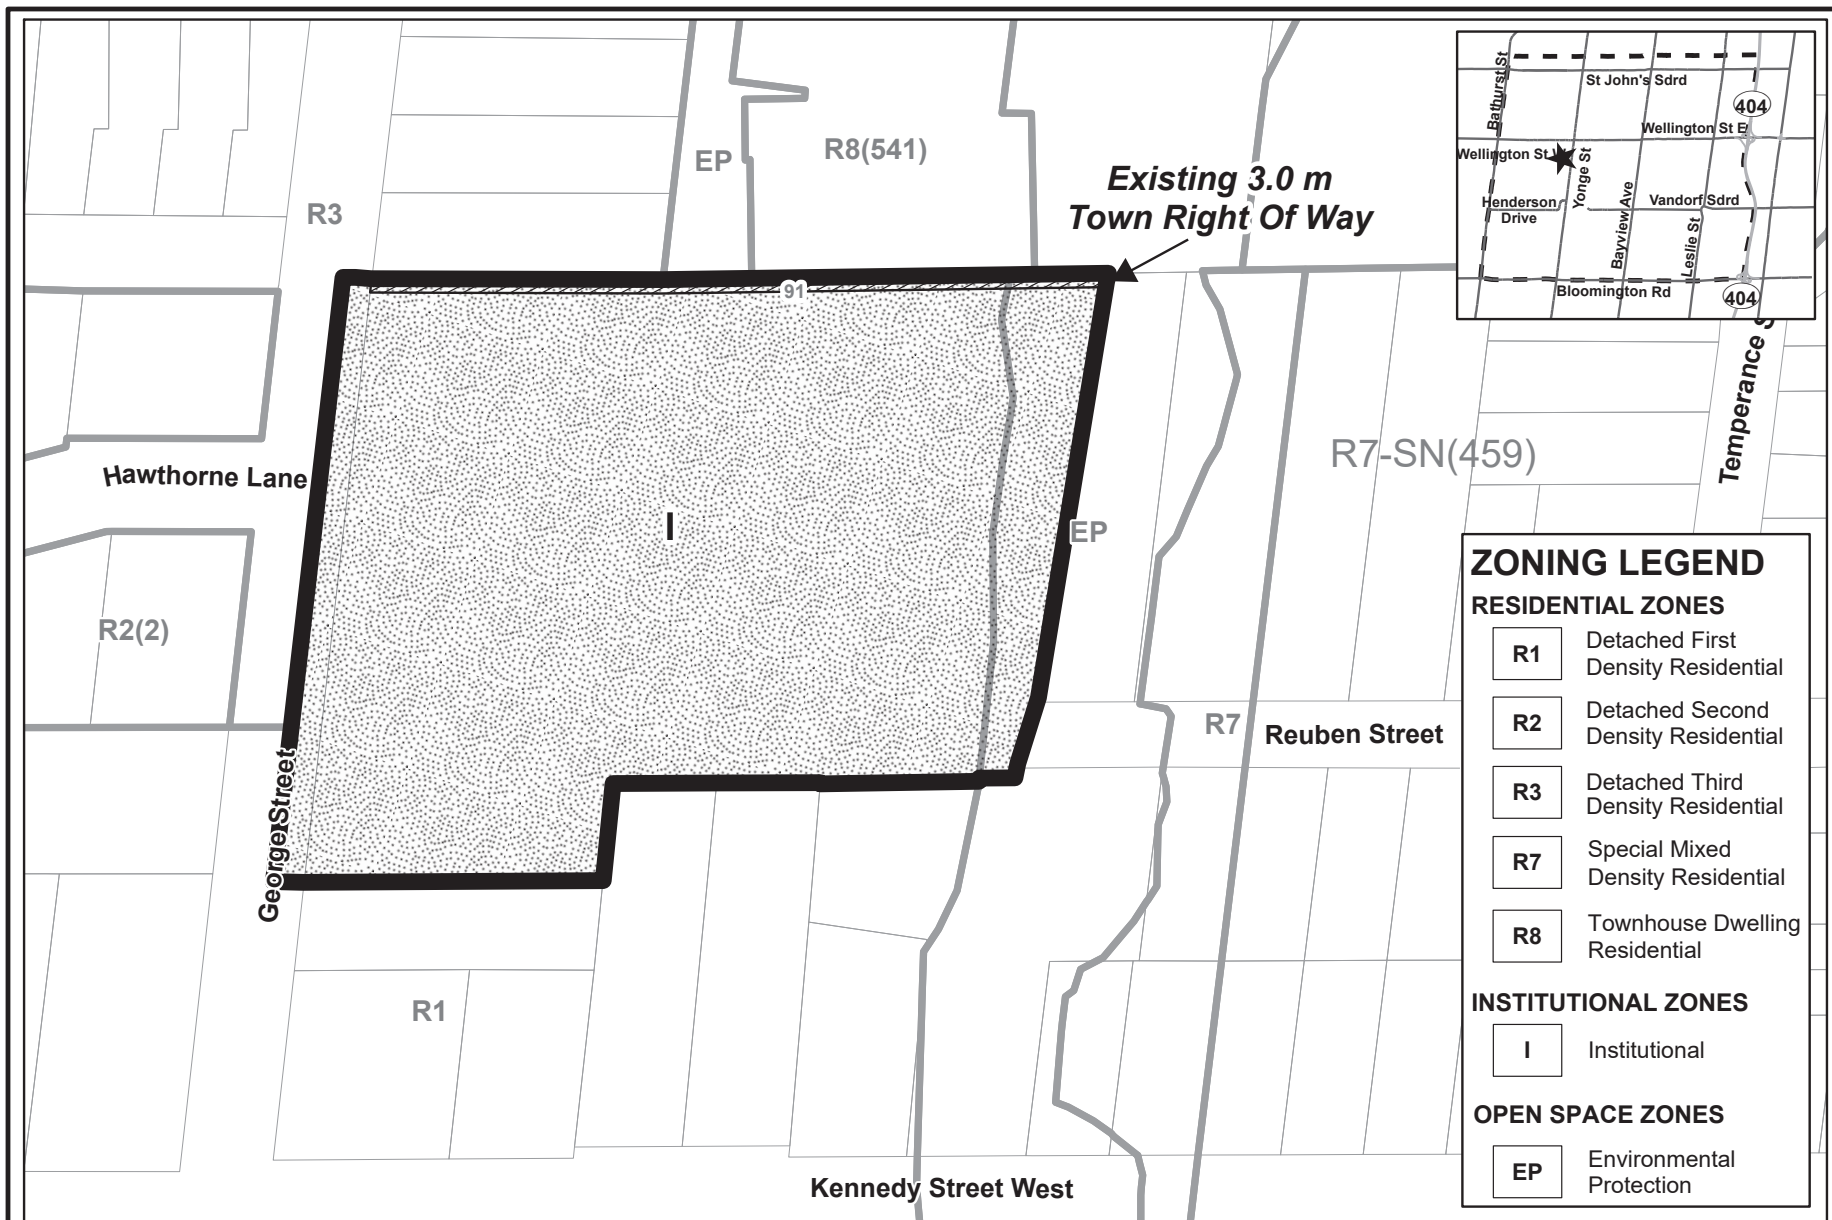 R3
EP
R8(541)
Existing 3.0 m
Town Right Of Way
91
Hawthorne Lane
I
EP
R7-SN(459)
R2(2)
George Street
R7
Reuben Street
R1
Kennedy Street West
Temperance S
Bathurst St
St John's Sdrd
404
Wellington St E
Wellington St W
Yonge St
Henderson
Drive
Bayview Ave
Vandorf Sdrd
Leslie St
Bloomington Rd
404
ZONING LEGEND
RESIDENTIAL ZONES
R1
Detached First
Density Residential
R2
Detached Second
Density Residential
R3
Detached Third
Density Residential
R7
Special Mixed
Density Residential
R8
Townhouse Dwelling
Residential
INSTITUTIONAL ZONES
I
Institutional
OPEN SPACE ZONES
EP
Environmental
Protection